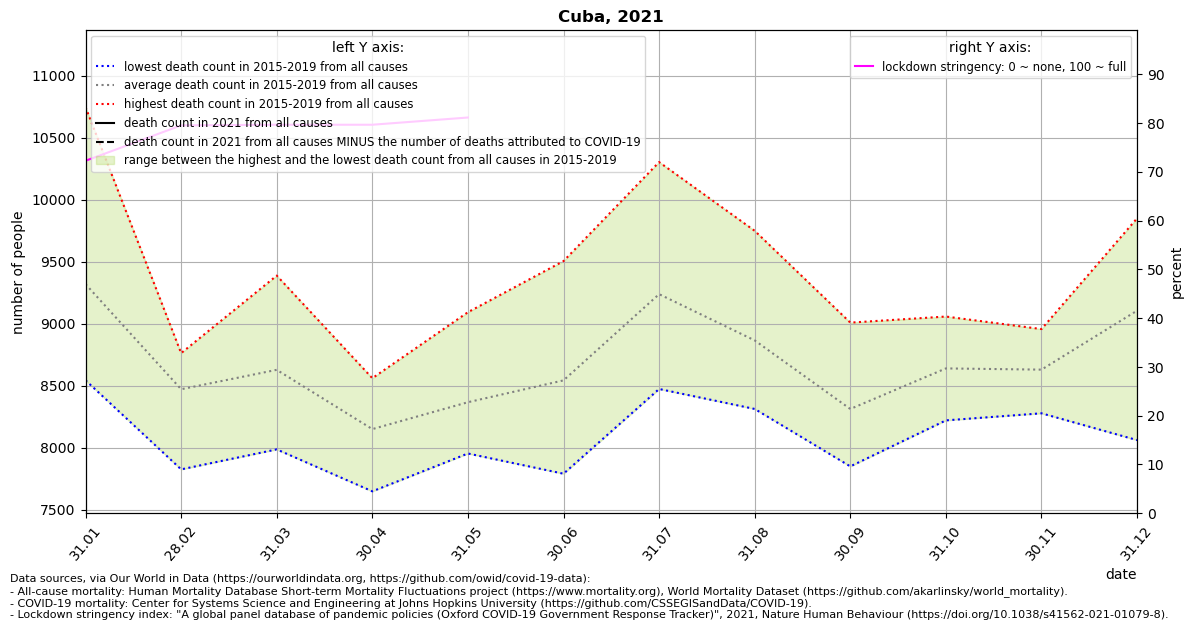 Cuba, 2021
left Y axis:
lowest death count in 2015-2019 from all causes
average death count in 2015-2019 from all causes
highest death count in 2015-2019 from all causes
death count in 2021 from all causes
death count in 2021 from all causes MINUS the number of deaths attributed to COVID-19
range between the highest and the lowest death count from all causes in 2015-2019
right Y axis:
lockdown stringency: 0 ~ none, 100 ~ full
number of people
11000
10500
10000
9500
9000
8500
8000
7500
percent
90
80
70
60
50
40
30
20
10
0
31.01
28.02
31.03
30.04
31.05
30.06
31.07
31.08
30.09
31.10
30.11
31.12
date
Data sources, via Our World in Data (https://ourworldindata.org, https://github.com/owid/covid-19-data):
- All-cause mortality: Human Mortality Database Short-term Mortality Fluctuations project (https://www.mortality.org), World Mortality Dataset (https://github.com/akarlinsky/world_mortality).
- COVID-19 mortality: Center for Systems Science and Engineering at Johns Hopkins University (https://github.com/CSSEGISandData/COVID-19).
- Lockdown stringency index: "A global panel database of pandemic policies (Oxford COVID-19 Government Response Tracker)", 2021, Nature Human Behaviour (https://doi.org/10.1038/s41562-021-01079-8).